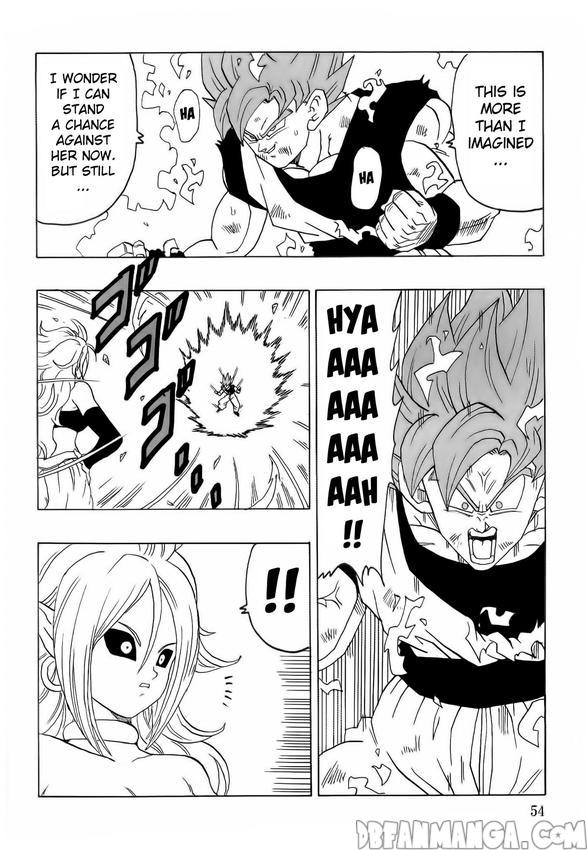 THIS IS
MORE
THAN I
IMAGINED
...
HA
HA
I WONDER
IF I CAN
STAND
A CHANCE
AGAINST
HER NOW.
BUT STILL
...
HYA
AAA
AAA
AAA
AAH
!!
ゴゴゴ
!!
54
DBFANMANGA.COM